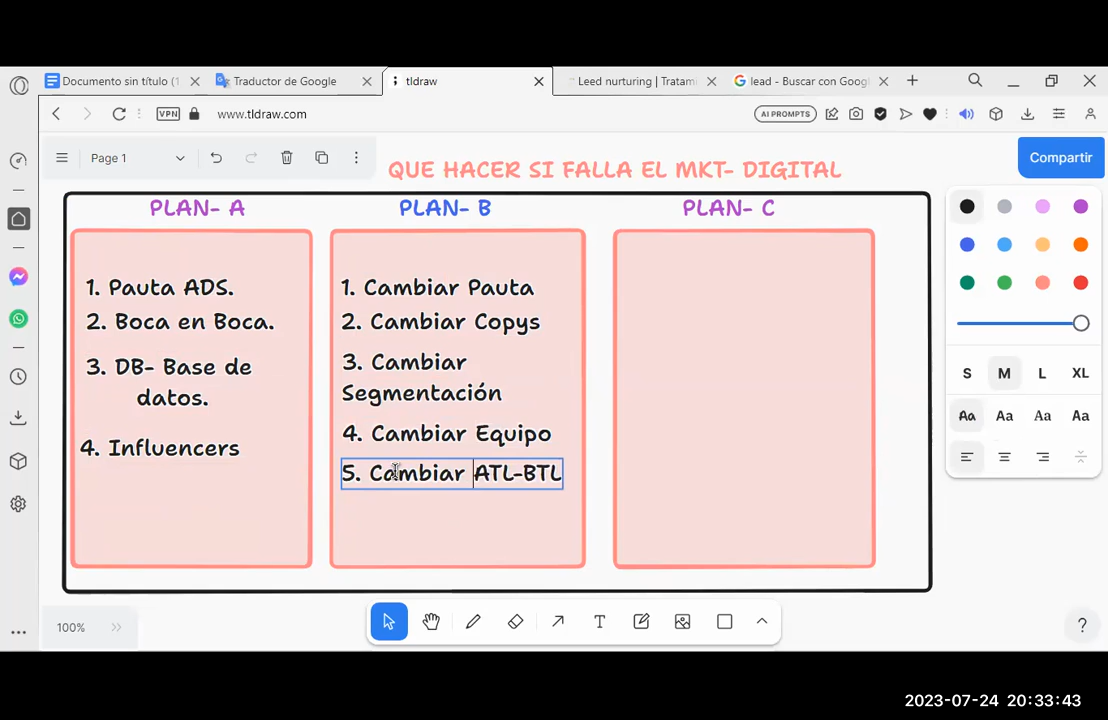 Documento sin título (1
Traductor de Google
tldraw
Leed nurturing | Tratami
lead - Buscar con Googl
VPN
www.tldraw.com
AI PROMPTS
Page 1
QUE HACER SI FALLA EL MKT- DIGITAL
Compartir
PLAN- A
PLAN- B
PLAN- C
1. Pauta ADS.
2. Boca en Boca.
3. DB- Base de
datos.
4. Influencers
1. Cambiar Pauta
2. Cambiar Copys
3. Cambiar
Segmentación
4. Cambiar Equipo
5. Cambiar ATL-BTL
S M L XL
Aa Aa Aa Aa
100%
2023-07-24 20:33:43